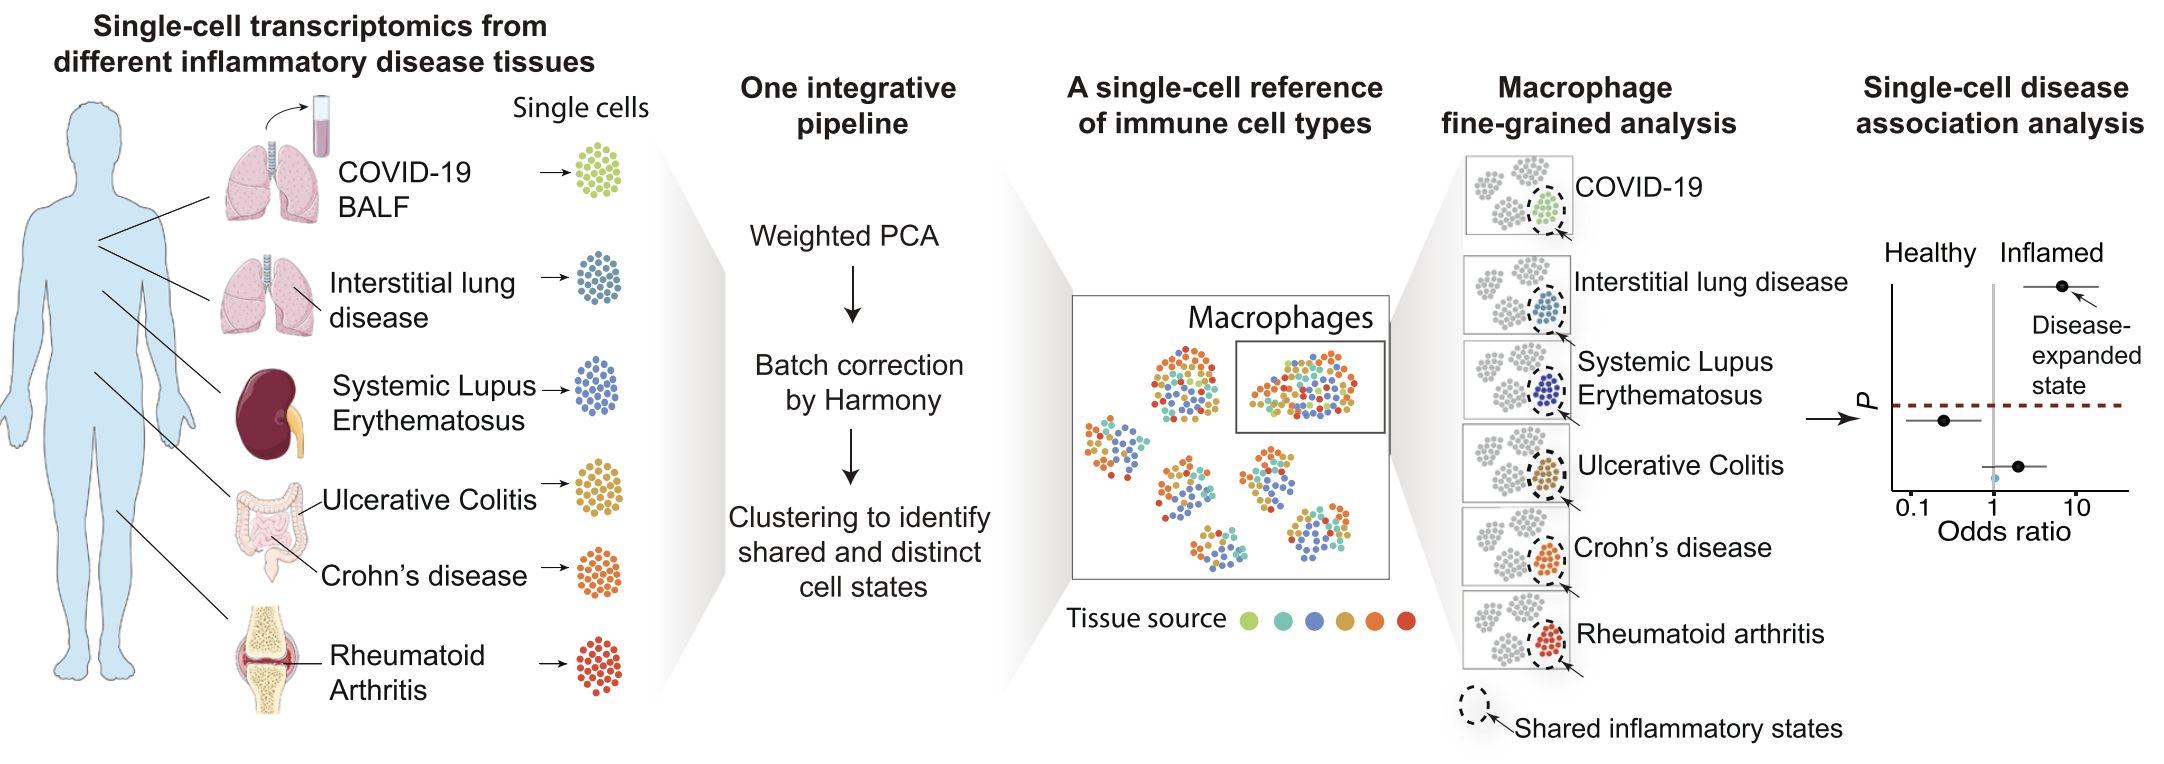 Single-cell transcriptomics from
different inflammatory disease tissues
Single cells
COVID-19
BALF
Interstitial lung
disease
Systemic Lupus
Erythematosus
Ulcerative Colitis
Crohn's disease
Rheumatoid
Arthritis
One integrative
pipeline
Weighted PCA
Batch correction
by Harmony
Clustering to identify
shared and distinct
cell states
A single-cell reference
of immune cell types
Macrophages
Tissue source
Macrophage
fine-grained analysis
COVID-19
Interstitial lung disease
Systemic Lupus
Erythematosus
Ulcerative Colitis
Crohn's disease
Rheumatoid arthritis
Shared inflammatory states
Single-cell disease
association analysis
Healthy Inflamed
Disease-
expanded
state
P
0.1 1 10
Odds ratio